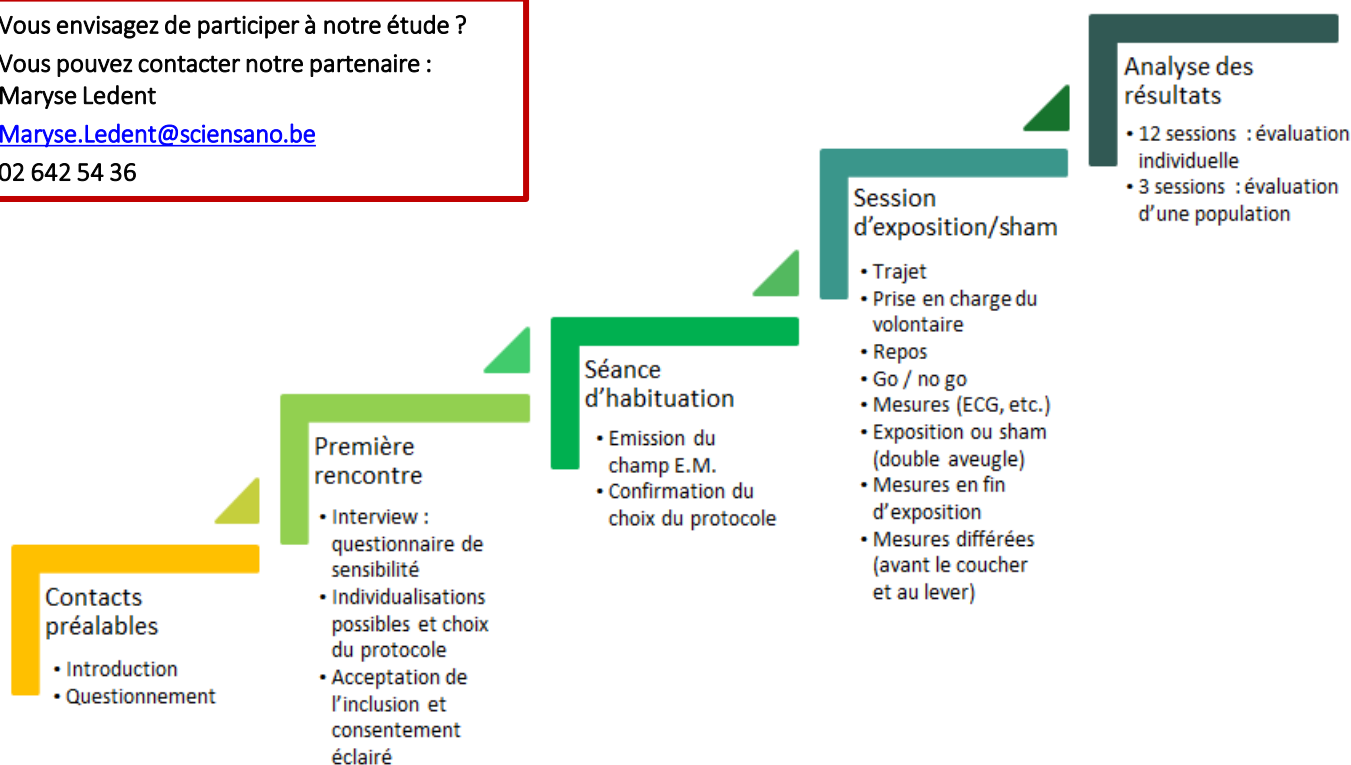 Vous envisagez de participer à notre étude ?
Vous pouvez contacter notre partenaire :
Maryse Ledent
Maryse.Ledent@sciensano.be
02 642 54 36
Contacts
préalables
• Introduction
• Questionnement
Première
rencontre
• Interview :
questionnaire de
sensibilité
• Individualisations
possibles et choix
du protocole
• Acceptation de
l'inclusion et
consentement
éclairé
Séance
d'habituation
• Emission du
champ E.M.
• Confirmation du
choix du protocole
Session
d'exposition/sham
• Trajet
• Prise en charge du
volontaire
• Repos
• Go / no go
• Mesures (ECG, etc.)
• Exposition ou sham
(double aveugle)
• Mesures en fin
d'exposition
• Mesures différées
(avant le coucher
et au lever)
Analyse des
résultats
• 12 sessions : évaluation
individuelle
• 3 sessions : évaluation
d'une population